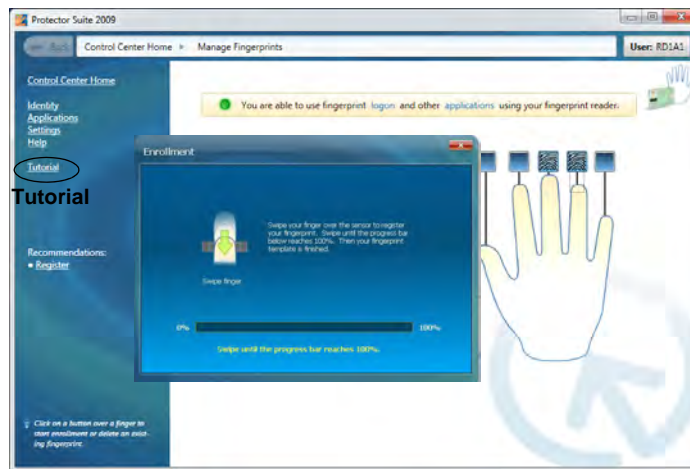 Protector Suite 2009
Back
Control Center Home ▸ Manage Fingerprints
User: RD1A1
Control Center Home
Identity
Applications
Settings
Help
Tutorial
Tutorial
Recommendations:
• Register
Click on a button over a finger to
start enrollment or delete an exist-
ing fingerprint.
You are able to use fingerprint logon and other applications using your fingerprint reader.
Enrollment
Swipe your finger over the sensor to register
your fingerprint. Swipe until the progress bar
below reaches 100%. Then your fingerprint
template is finished.
Swipe finger
0% 100%
Swipe until the progress bar reaches 100%.